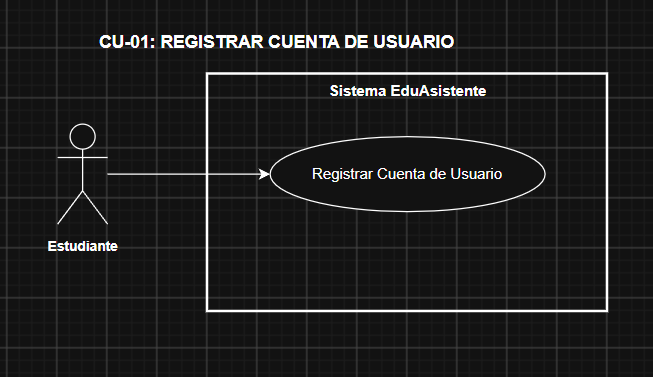 CU-01: REGISTRAR CUENTA DE USUARIO
Sistema EduAsistente
Registrar Cuenta de Usuario
Estudiante